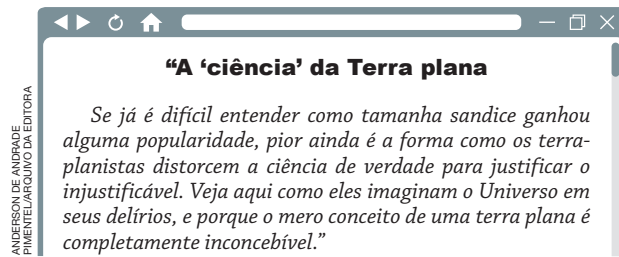 “A ‘ciência’ da Terra plana
Se já é difícil entender como tamanha sandice ganhou
alguma popularidade, pior ainda é a forma como os terra-
planistas distorcem a ciência de verdade para justificar o
injustificável. Veja aqui como eles imaginam o Universo em
seus delírios, e porque o mero conceito de uma terra plana é
completamente inconcebível.”
ANDERSON DE ANDRADE
PIMENTEL/ARQUIVO DA EDITORA